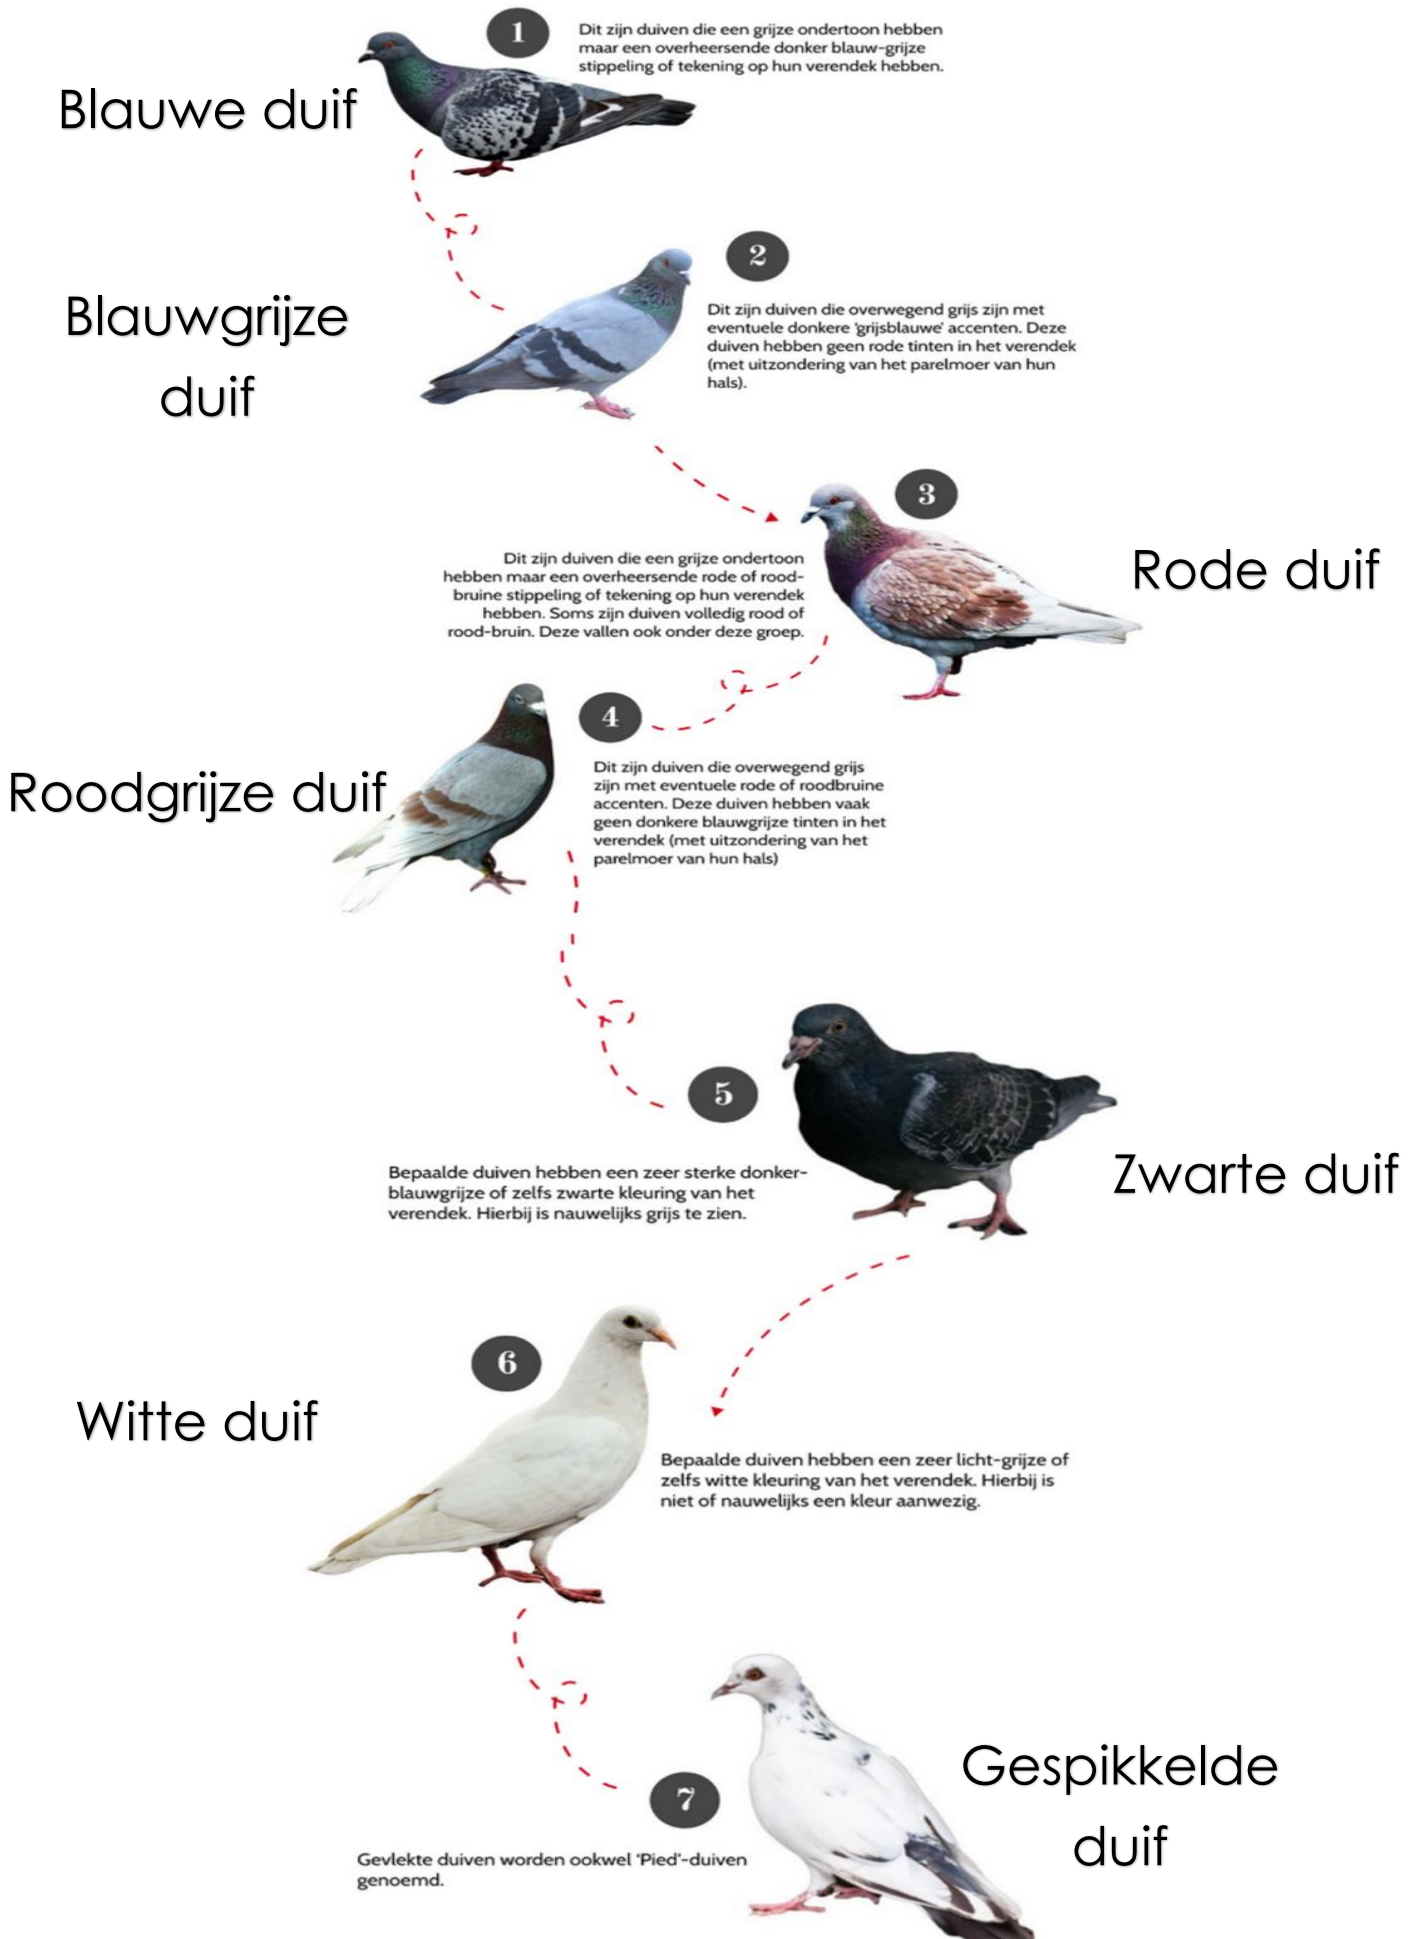 1
Dit zijn duiven die een grijze ondertoon hebben
maar een overheersende donker blauw-grijze
stippeling of tekening op hun verendek hebben.
Blauwe duif
2
Blauwgrijze
duif
Dit zijn duiven die overwegend grijs zijn met
eventuele donkere ‘grijsblauwe’ accenten. Deze
duiven hebben geen rode tinten in het verendek
(met uitzondering van het parelmoer van hun
hals).
3
Rode duif
Dit zijn duiven die een grijze ondertoon
hebben maar een overheersende rode of rood-
bruine stippeling of tekening op hun verendek
hebben. Soms zijn duiven volledig rood of
rood-bruin. Deze vallen ook onder deze groep.
4
Roodgrijze duif
Dit zijn duiven die overwegend grijs
zijn met eventuele rode of roodbruine
accenten. Deze duiven hebben vaak
geen donkere blauwgrijze tinten in het
verendek (met uitzondering van het
parelmoer van hun hals)
5
Zwarte duif
Bepaalde duiven hebben een zeer sterke donker-
blauwgrijze of zelfs zwarte kleuring van het
verendek. Hierbij is nauwelijks grijs te zien.
6
Witte duif
Bepaalde duiven hebben een zeer licht-grijze of
zelfs witte kleuring van het verendek. Hierbij is
niet of nauwelijks een kleur aanwezig.
7
Gespikkelde
duif
Gevlekte duiven worden ookwel ‘Pied’-duiven
genoemd.